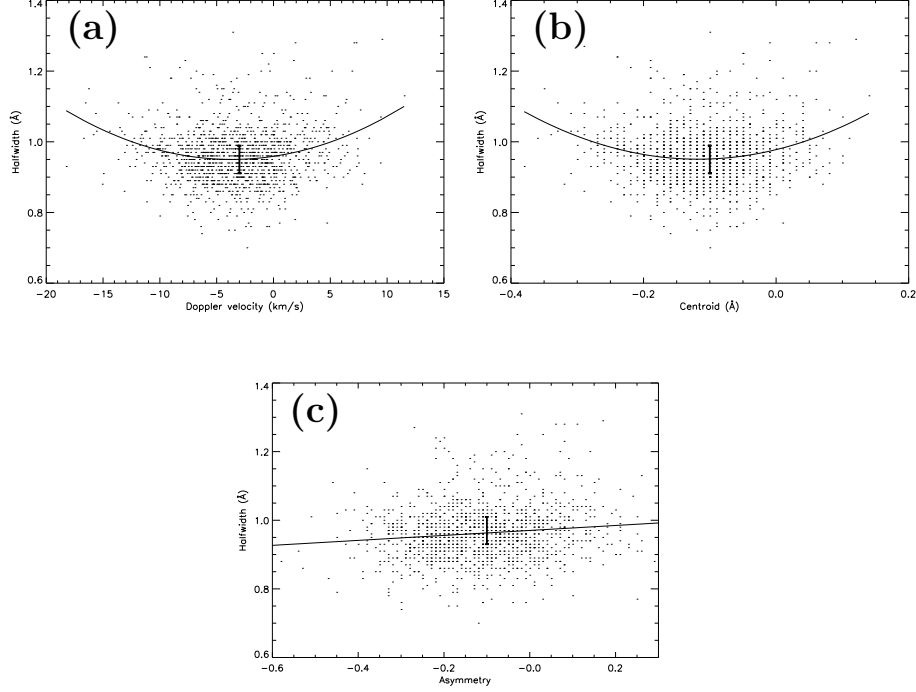 (a)
1.4
1.2
1.0
0.8
0.6
Halfwidth (Å)
−20 −15 −10 −5 0 5 10 15
Doppler velocity (km/s)
(b)
1.4
1.2
1.0
0.8
0.6
Halfwidth (Å)
−0.4 −0.2 0.0 0.2
Centroid (Å)
(c)
1.4
1.2
1.0
0.8
0.6
Halfwidth (Å)
−0.6 −0.4 −0.2 −0.0 0.2
Asymmetry